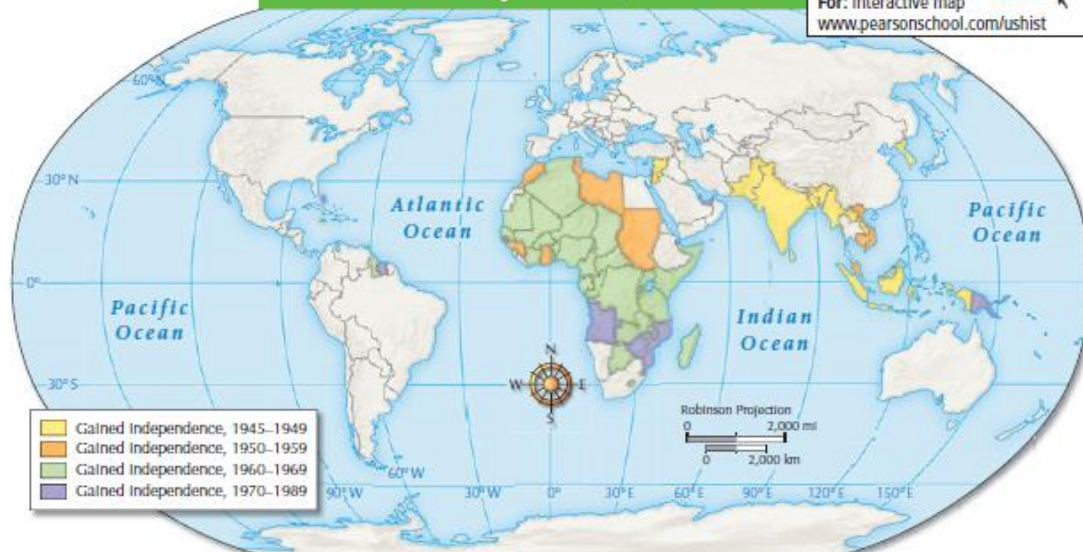 For: Interactive map
www.pearsonschool.com/ushist
60°N
30°N
Atlantic
Ocean
Pacific
Ocean
0°
Pacific
Ocean
Indian
Ocean
N
W
E
S
30°S
Robinson Projection
0
2,000 mi
0
2,000 km
Gained Independence, 1945–1949
Gained Independence, 1950–1959
Gained Independence, 1960–1969
Gained Independence, 1970–1989
60°W
90°W
30°W
0°
30°E
60°E
90°E
120°E
150°E